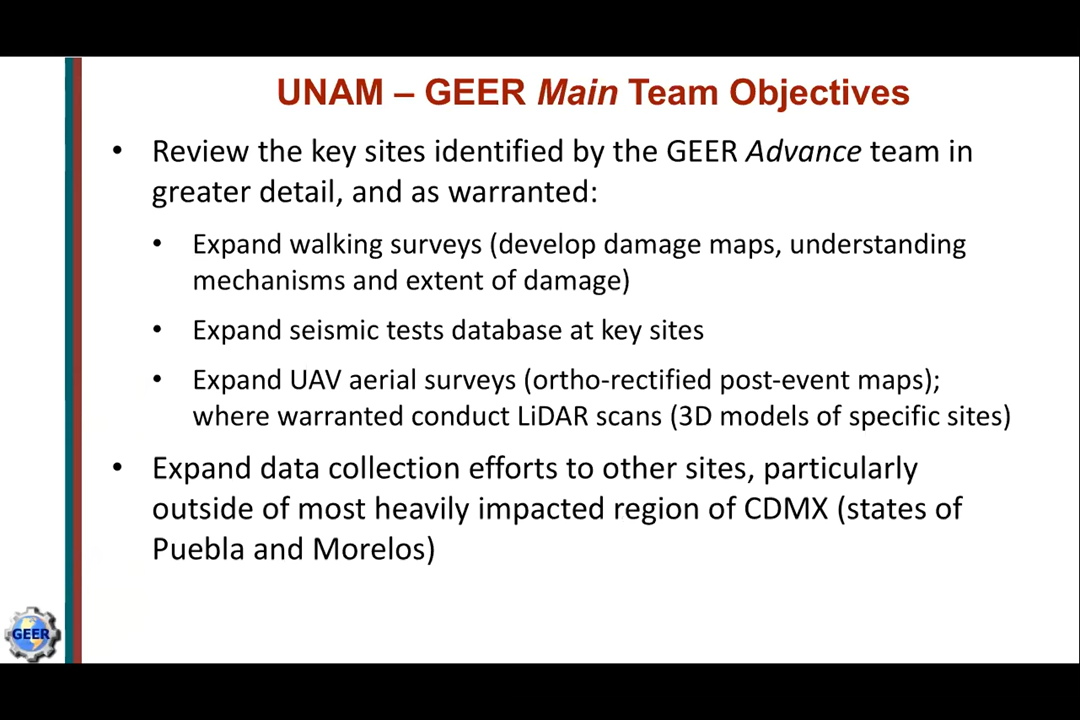 UNAM – GEER Main Team Objectives
• Review the key sites identified by the GEER Advance team in
greater detail, and as warranted:
• Expand walking surveys (develop damage maps, understanding
mechanisms and extent of damage)
• Expand seismic tests database at key sites
• Expand UAV aerial surveys (ortho-rectified post-event maps);
where warranted conduct LiDAR scans (3D models of specific sites)
• Expand data collection efforts to other sites, particularly
outside of most heavily impacted region of CDMX (states of
Puebla and Morelos)
GEER